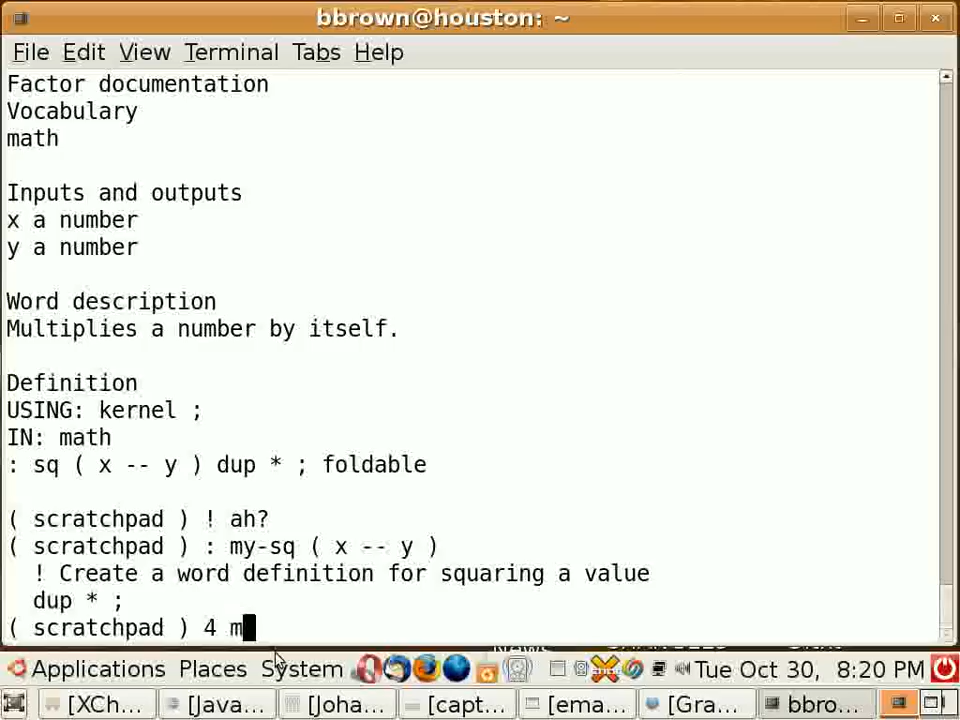 bbrown@houston: ~
File Edit View Terminal Tabs Help
Factor documentation
Vocabulary
math
Inputs and outputs
x a number
y a number
Word description
Multiplies a number by itself.
Definition
USING: kernel ;
IN: math
: sq ( x -- y ) dup * ; foldable
( scratchpad ) ! ah?
( scratchpad ) : my-sq ( x -- y )
! Create a word definition for squaring a value
dup * ;
( scratchpad ) 4 m
Applications Places System Tue Oct 30, 8:20 PM
[XCh... [Java... [Joha... [capt... [ema... [Gra... bbro...